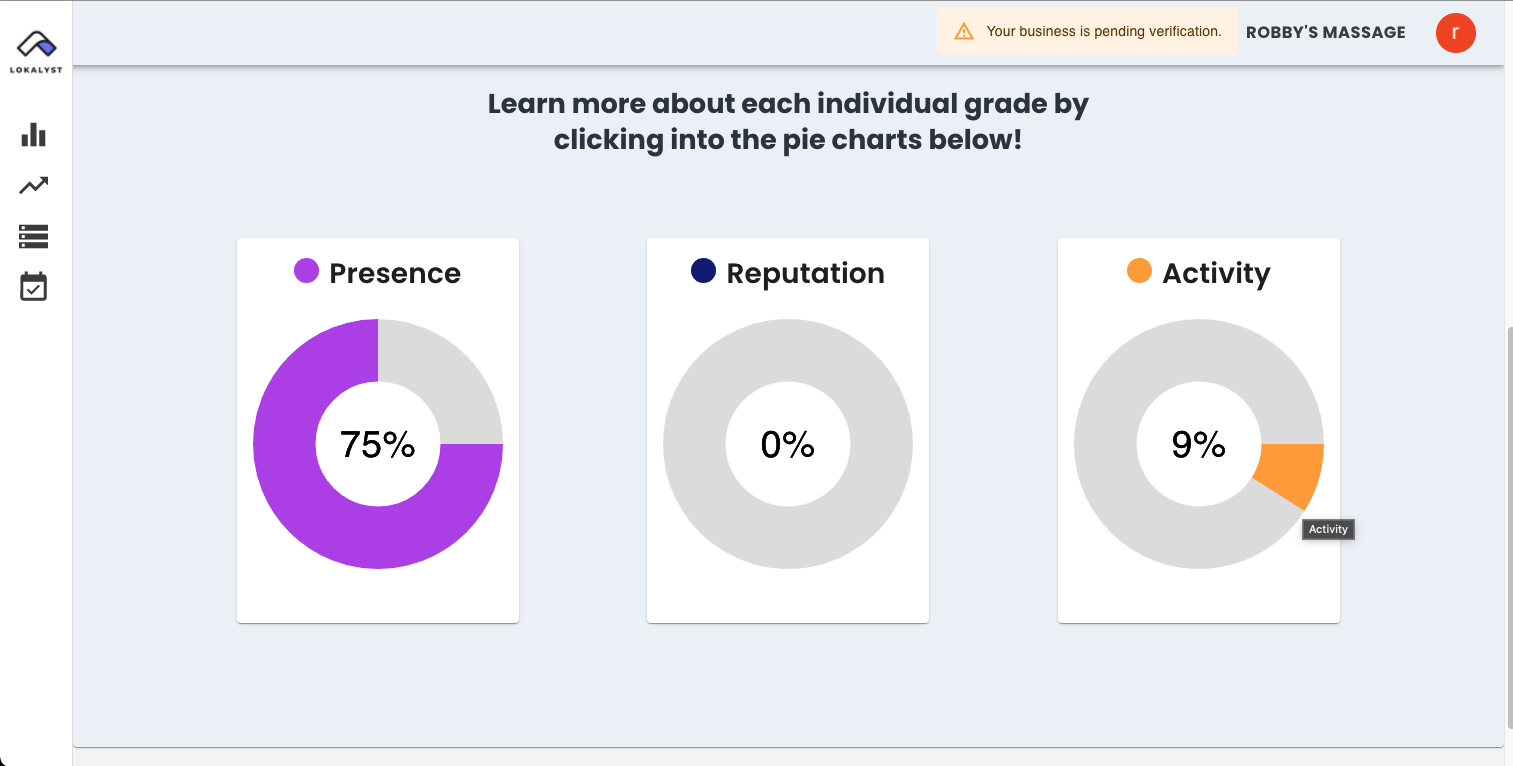 Your business is pending verification.
ROBBY'S MASSAGE
r
LOKALYST
Learn more about each individual grade by
clicking into the pie charts below!
Presence
75%
Reputation
0%
Activity
9%
Activity